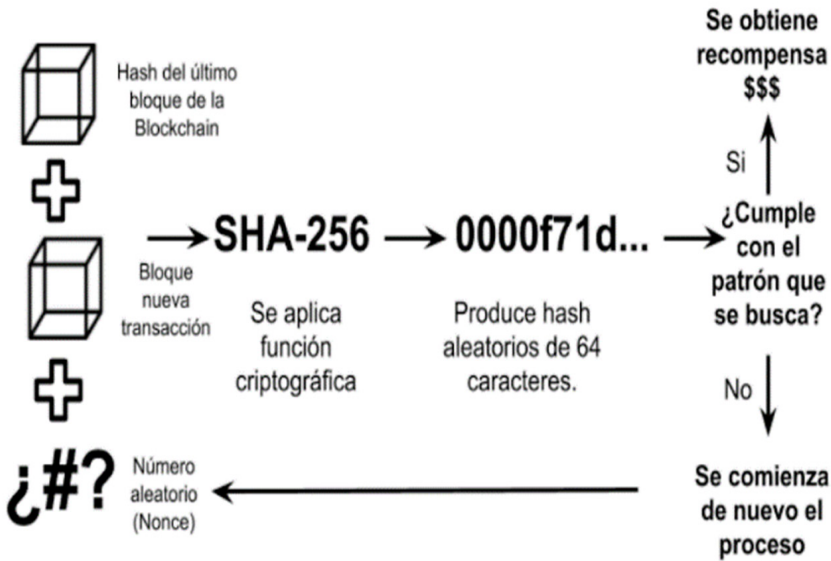 Hash del último
bloque de la
Blockchain
Bloque
nueva
transacción
¿#?
Número
aleatorio
(Nonce)
SHA-256
Se aplica
función
criptográfica
0000f71d...
Produce hash
aleatorios de 64
caracteres.
¿Cumple
con el
patrón que
se busca?
Si
Se obtiene
recompensa
$$$
No
Se comienza
de nuevo el
proceso